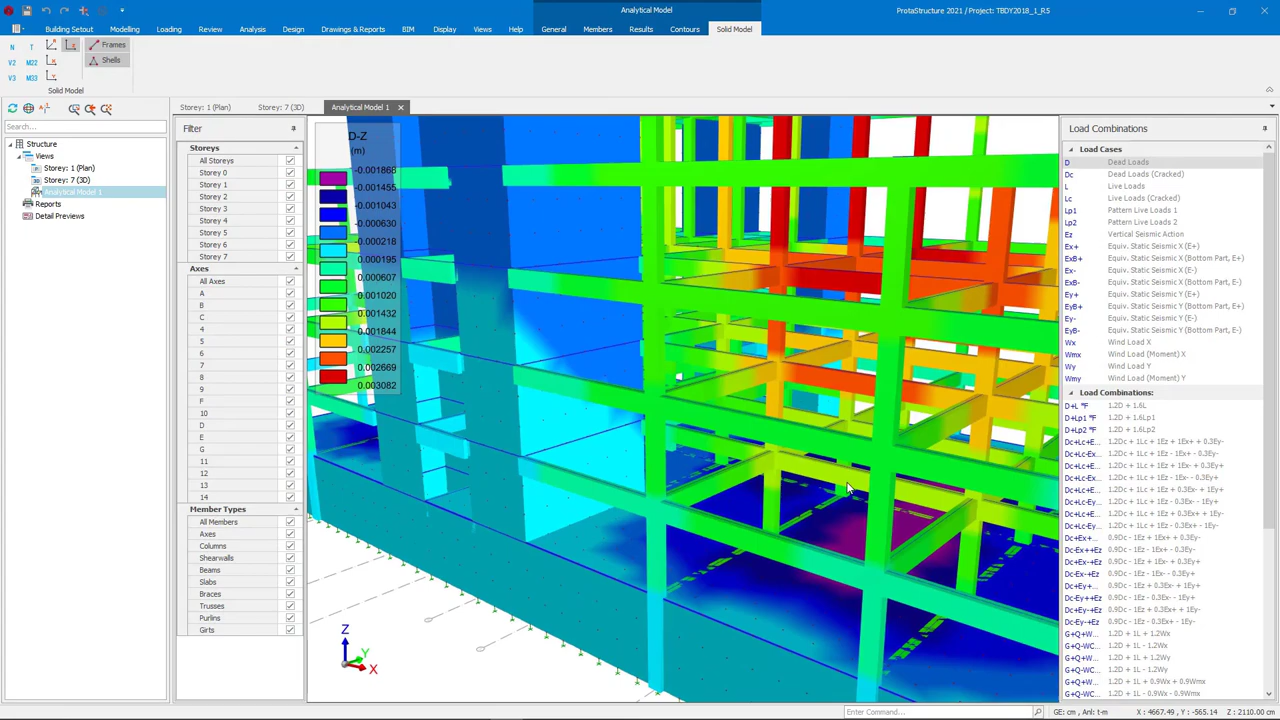 Analytical Model
ProtaStructure 2021 / Project: TBDY2018_1_R5
Building Setout
Modelling
Loading
Review
Analysis
Design
Drawings & Reports
BIM
Display
Views
Help
General
Members
Results
Contours
Solid Model
N
T
V2
M22
V3
M33
Frames
Shells
Solid Model
Storey: 1 (Plan)
Storey: 7 (3D)
Analytical Model 1
Search...
Structure
Views
Storey: 1 (Plan)
Storey: 7 (3D)
Analytical Model 1
Reports
Detail Previews
Filter
Storeys
All Storeys
Storey 0
Storey 1
Storey 2
Storey 3
Storey 4
Storey 5
Storey 6
Storey 7
Axes
All Axes
A
B
C
4
5
6
7
8
9
F
10
D
E
G
11
12
13
14
Member Types
All Members
Axes
Columns
Shearwalls
Beams
Slabs
Braces
Trusses
Purlins
Girts
D-Z
(m)
-0.001868
-0.001455
-0.001043
-0.000630
-0.000218
0.000195
0.000607
0.001020
0.001432
0.001844
0.002257
0.002669
0.003082
Z
Y
X
Load Combinations
Load Cases
D Dead Loads
Dc Dead Loads (Cracked)
L Live Loads
Lc Live Loads (Cracked)
Lp1 Pattern Live Loads 1
Lp2 Pattern Live Loads 2
Ez Vertical Seismic Action
Ex+ Equiv. Static Seismic X (E+)
ExB+ Equiv. Static Seismic X (Bottom Part, E+)
Ex- Equiv. Static Seismic X (E-)
ExB- Equiv. Static Seismic X (Bottom Part, E-)
Ey+ Equiv. Static Seismic Y (E+)
EyB+ Equiv. Static Seismic Y (Bottom Part, E+)
Ey- Equiv. Static Seismic Y (E-)
EyB- Equiv. Static Seismic Y (Bottom Part, E-)
Wx Wind Load X
Wmx Wind Load (Moment) X
Wy Wind Load Y
Wmy Wind Load (Moment) Y
Load Combinations:
D+L *F 1.2D + 1.6L
D+Lp1 *F 1.2D + 1.6Lp1
D+Lp2 *F 1.2D + 1.6Lp2
Dc+Lc+E... 1.2Dc + 1Lc + 1Ez + 1Ex+ + 0.3Ey+
Dc+Lc-Ex... 1.2Dc + 1Lc + 1Ez - 1Ex+ - 0.3Ey+
Dc+Lc+E... 1.2Dc + 1Lc + 1Ez + 1Ex- + 0.3Ey+
Dc+Lc-Ex... 1.2Dc + 1Lc + 1Ez - 1Ex- - 0.3Ey+
Dc+Lc+E... 1.2Dc + 1Lc + 1Ez + 0.3Ex+ + 1Ey+
Dc+Lc-Ey... 1.2Dc + 1Lc + 1Ez - 0.3Ex+ - 1Ey+
Dc+Lc+E... 1.2Dc + 1Lc + 1Ez + 0.3Ex+ + 1Ey-
Dc+Lc-Ey... 1.2Dc + 1Lc + 1Ez - 0.3Ex+ - 1Ey-
Dc+Ex+... 0.9Dc - 1Ez + 1Ex+ + 0.3Ey+
Dc-Ex+Ez 0.9Dc - 1Ez - 1Ex+ - 0.3Ey+
Dc+Ex-+Ez 0.9Dc - 1Ez + 1Ex- + 0.3Ey+
Dc-Ex-+Ez 0.9Dc - 1Ez - 1Ex- - 0.3Ey+
Dc+Ey+... 0.9Dc - 1Ez + 0.3Ex+ + 1Ey+
Dc-Ey++Ez 0.9Dc - 1Ez - 0.3Ex+ - 1Ey+
Dc+Ey-+Ez 0.9Dc - 1Ez + 0.3Ex+ + 1Ey-
Dc-Ey-+Ez 0.9Dc - 1Ez - 0.3Ex+ - 1Ey-
G+Q+W... 1.2D + 1L + 1.2Wx
G+Q-WC... 1.2D + 1L - 1.2Wx
G+Q+W... 1.2D + 1L + 1.2Wy
G+Q-WC... 1.2D + 1L - 1.2Wy
G+Q+W... 1.2D + 1L + 0.9Wx + 0.9Wmx
G+Q-WC... 1.2D + 1L - 0.9Wx - 0.9Wmx
Enter Command...
GE: cm , Anl: t-m
X : 4667.49 , Y : -565.14
Z : 2110.00 cm